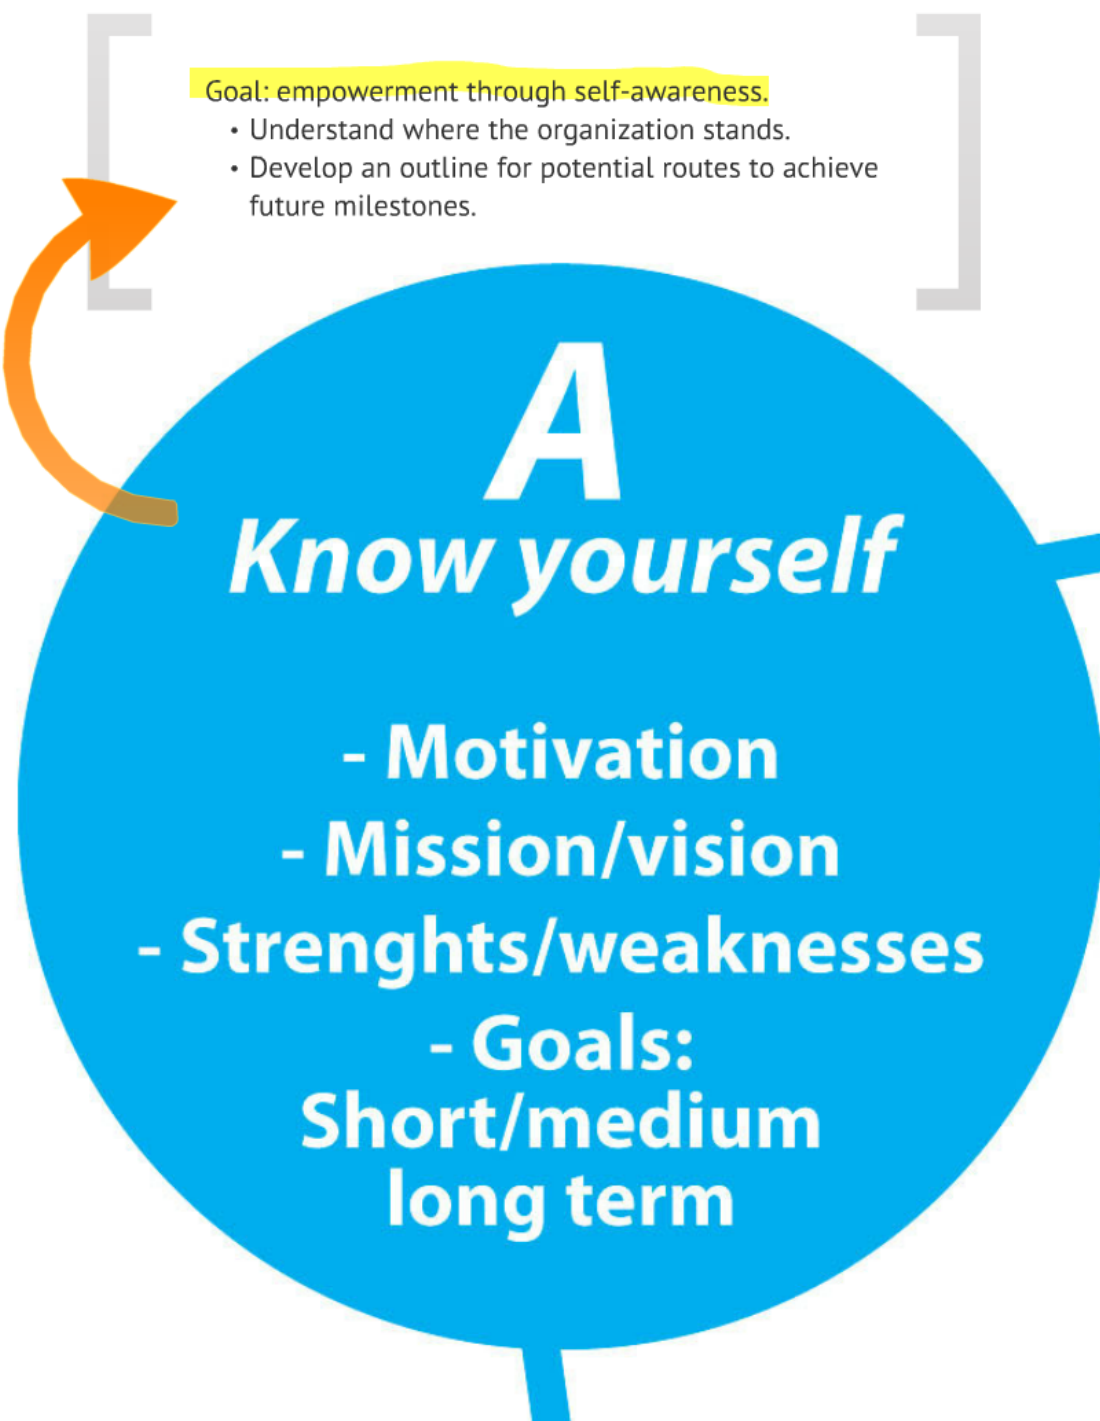 Goal: empowerment through self-awareness.
• Understand where the organization stands.
• Develop an outline for potential routes to achieve
future milestones.
A
Know yourself
- Motivation
- Mission/vision
- Strenghts/weaknesses
- Goals:
Short/medium
long term